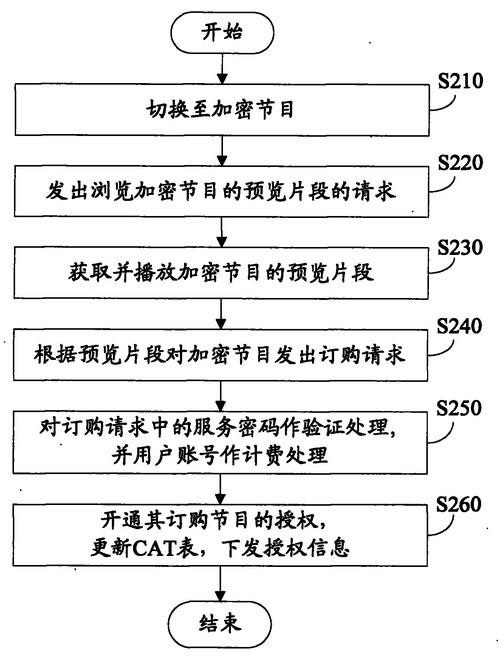 开始
S210
切换至加密节目
S220
发出浏览加密节目的预览片段的请求
S230
获取并播放加密节目的预览片段
S240
根据预览片段对加密节目发出订购请求
S250
对订购请求中的服务密码作验证处理,
并用户账号作计费处理
S260
开通其订购节目的授权,
更新CAT表，下发授权信息
结束